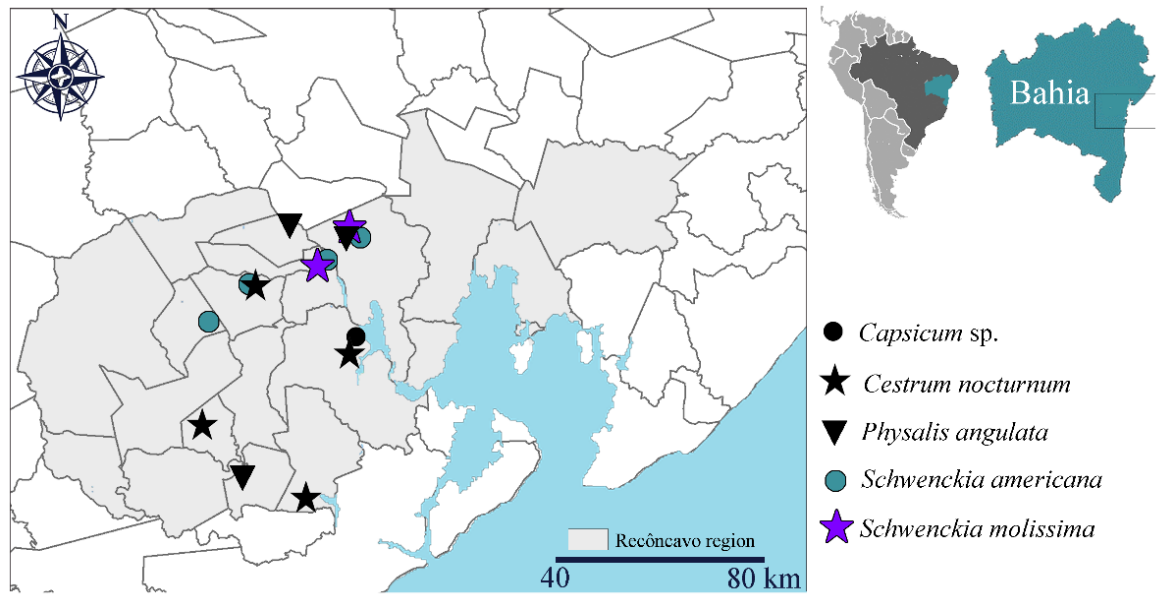 N
Bahia
Capsicum sp.
Cestrum nocturnum
Physalis angulata
Schwenckia americana
Schwenckia molissima
Recôncavo region
40 80 km